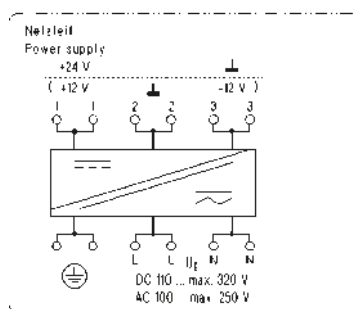 Netzteil
Power supply
+24 V
( +12 V -12 V )
1 1 2 2 3 3
L L UE N N
DC 110 ... max. 320 V
AC 100 max 250 V